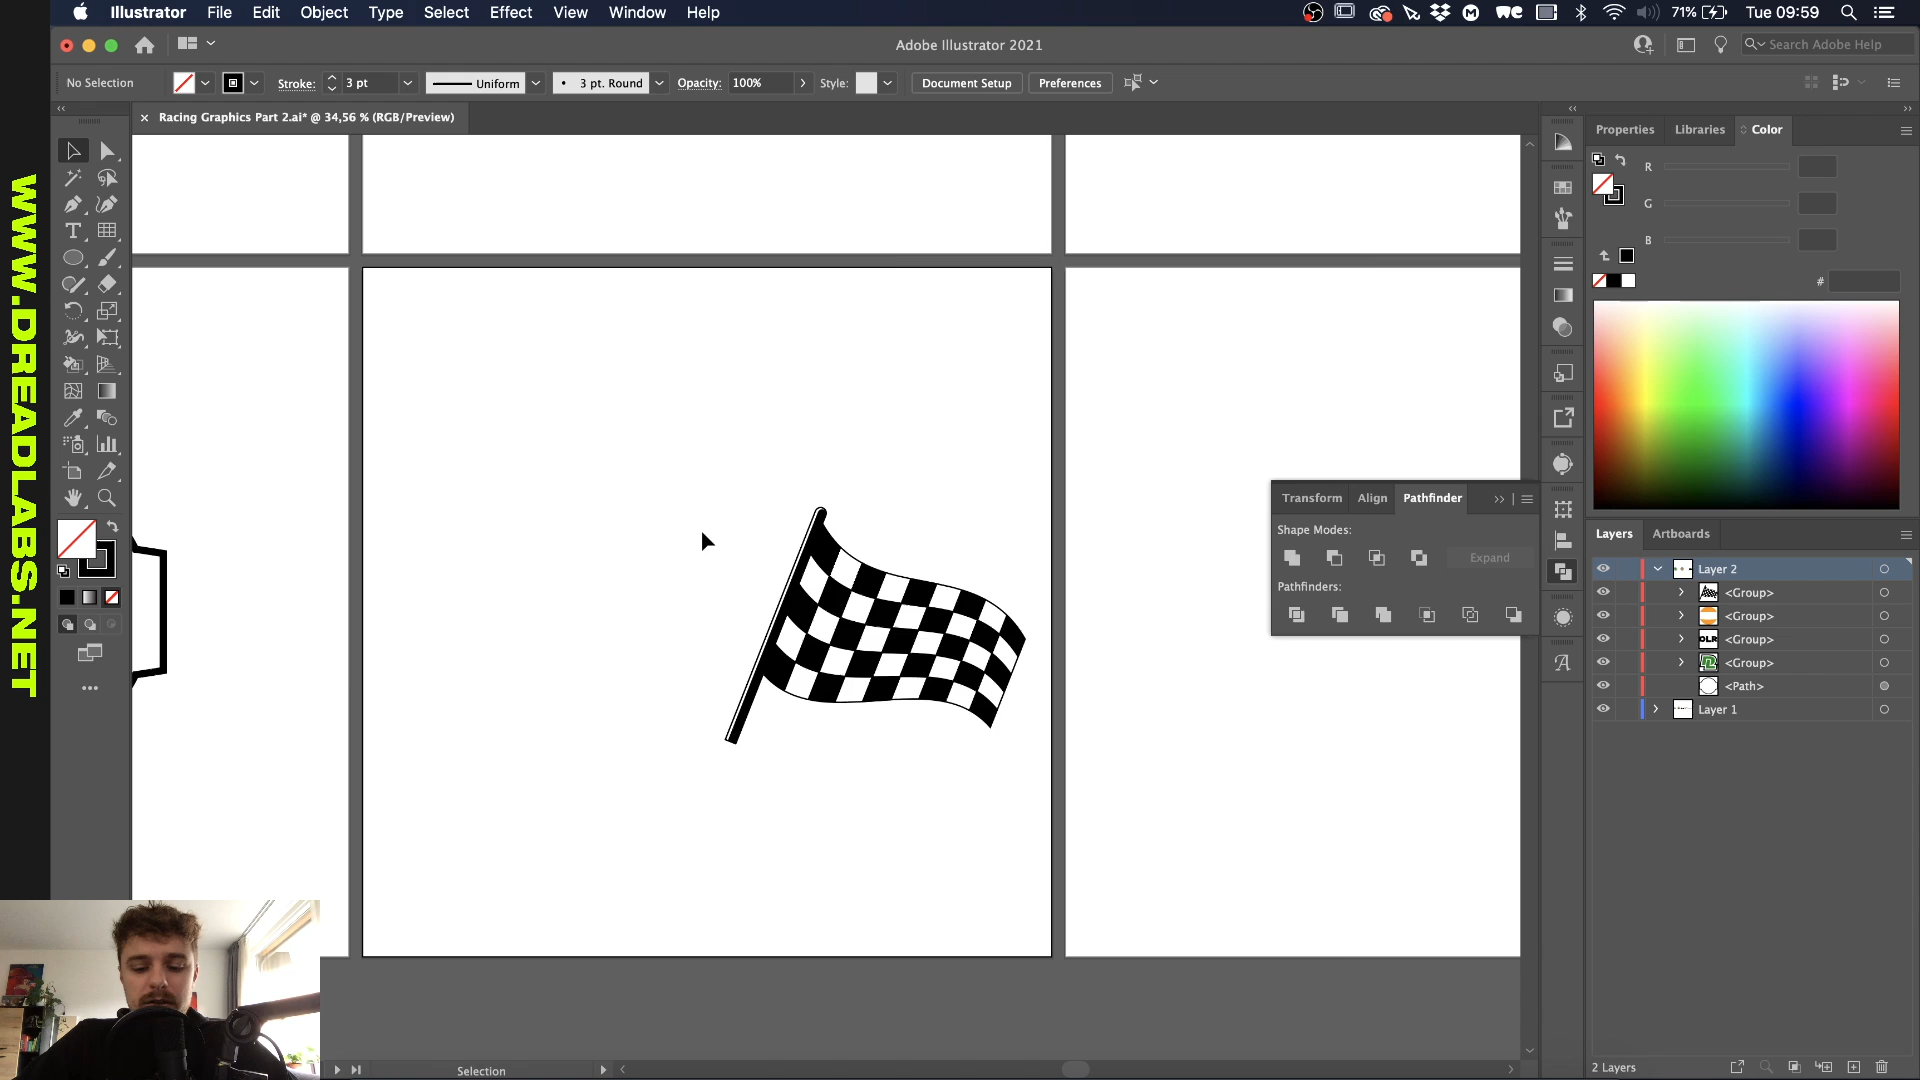 Illustrator File Edit Object Type Select Effect View Window Help
71% Tue 09:59
Adobe Illustrator 2021
Search Adobe Help
No Selection
Stroke: 3 pt
Uniform
3 pt. Round
Opacity: 100%
Style:
Document Setup
Preferences
× Racing Graphics Part 2.ai* @ 34,56 % (RGB/Preview)
WWW.DREADLABS.NET
Properties Libraries Color
R
G
B
#
Transform Align Pathfinder
Shape Modes:
Expand
Pathfinders:
Layers Artboards
Layer 2
<Group>
<Group>
DLR <Group>
<Group>
<Path>
Layer 1
Selection
2 Layers